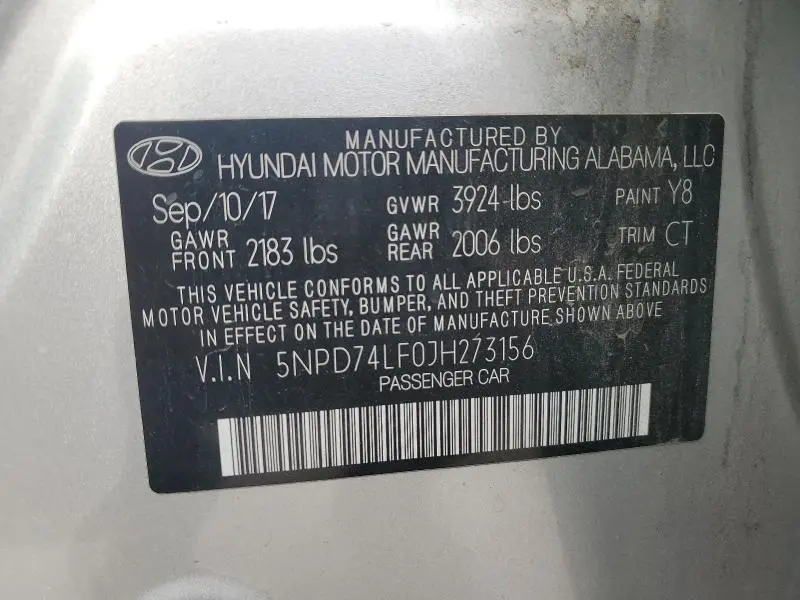 MANUFACTURED BY
HYUNDAI MOTOR MANUFACTURING ALABAMA, LLC
Sep/10/17 GVWR 3924-lbs PAINT Y8
GAWR FRONT 2183 lbs GAWR REAR 2006 lbs TRIM CT
THIS VEHICLE CONFORMS TO ALL APPLICABLE U.S.A. FEDERAL
MOTOR VEHICLE SAFETY, BUMPER, AND THEFT PREVENTION STANDARDS
IN EFFECT ON THE DATE OF MANUFACTURE SHOWN ABOVE
V.I.N 5NPD74LF0JH273156
PASSENGER CAR